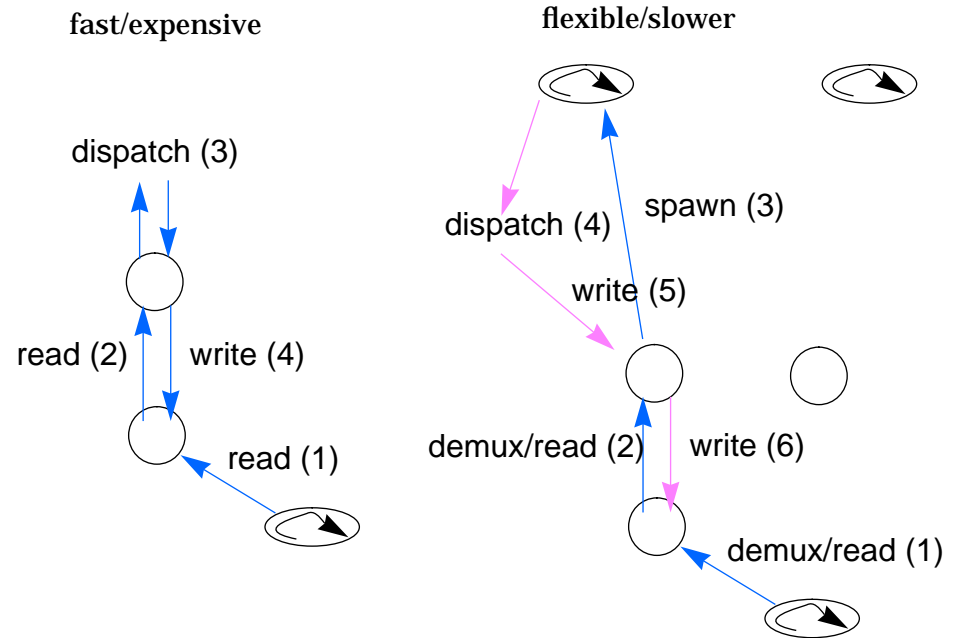 fast/expensive
dispatch (3)
read (2)
write (4)
read (1)
flexible/slower
spawn (3)
dispatch (4)
write (5)
demux/read (2)
write (6)
demux/read (1)